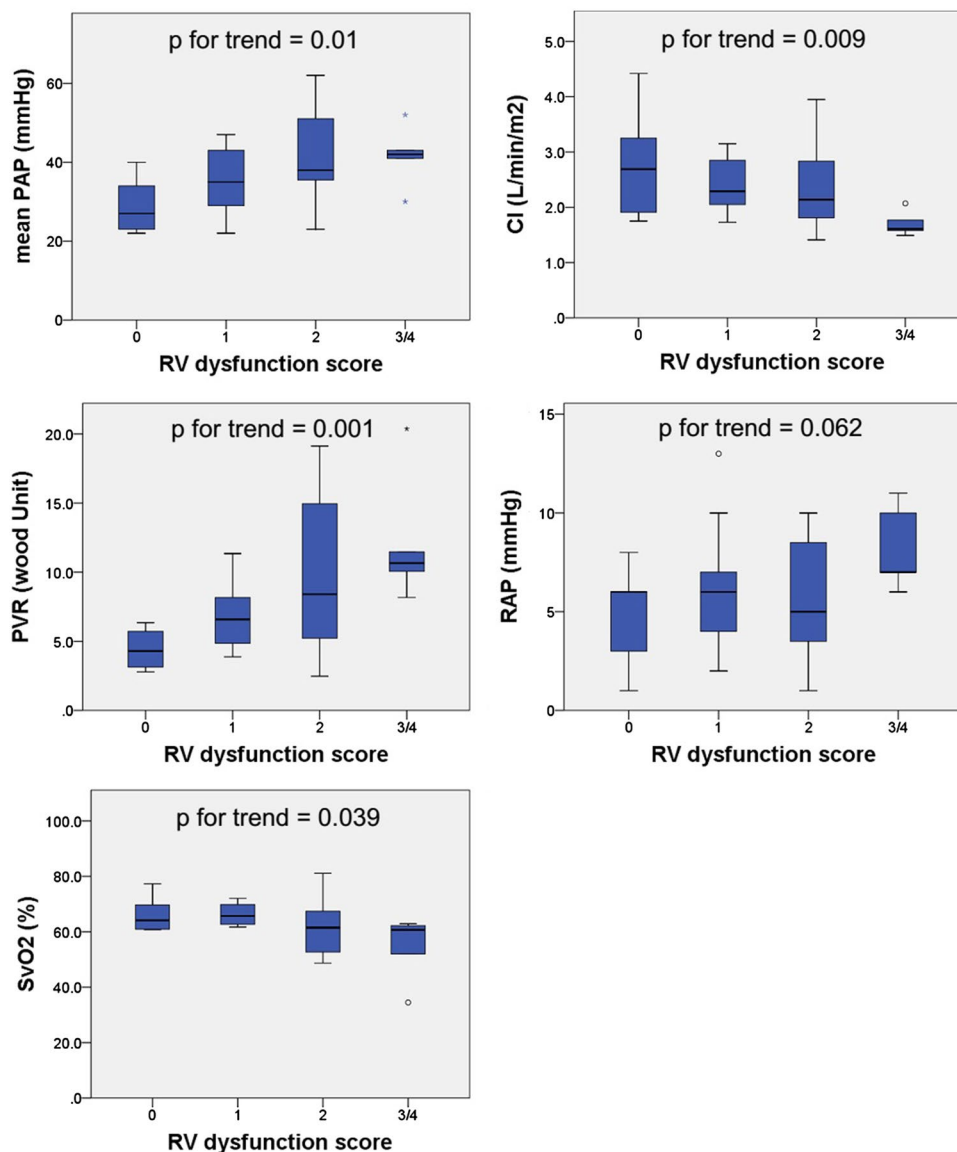 p for trend = 0.01
mean PAP (mmHg)
60
40
20
0
0 1 2 3/4
RV dysfunction score
p for trend = 0.009
CI (L/min/m2)
5.0
4.0
3.0
2.0
1.0
.0
0 1 2 3/4
RV dysfunction score
p for trend = 0.001
PVR (wood Unit)
20.0
15.0
10.0
5.0
.0
0 1 2 3/4
RV dysfunction score
p for trend = 0.062
RAP (mmHg)
15
10
5
0
0 1 2 3/4
RV dysfunction score
p for trend = 0.039
SvO2 (%)
100.0
80.0
60.0
40.0
20.0
.0
0 1 2 3/4
RV dysfunction score